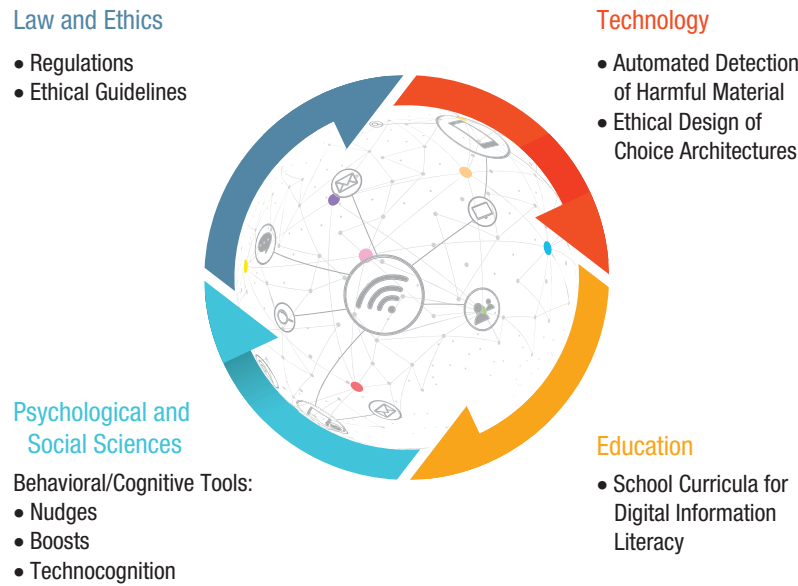 Law and Ethics
• Regulations
• Ethical Guidelines
Technology
• Automated Detection
of Harmful Material
• Ethical Design of
Choice Architectures
Psychological and
Social Sciences
Behavioral/Cognitive Tools:
• Nudges
• Boosts
• Technocognition
Education
• School Curricula for
Digital Information
Literacy